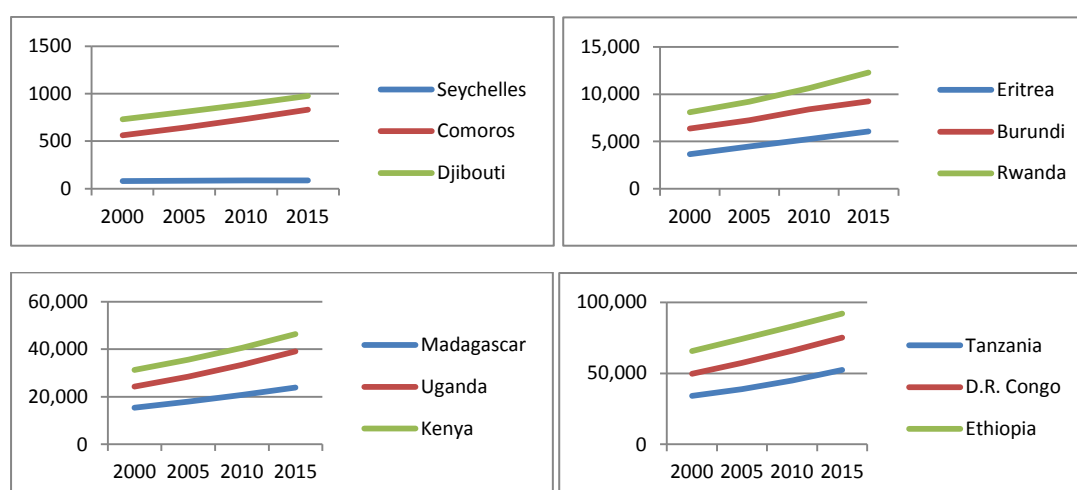 1500
1000
500
0
2000 2005 2010 2015
Seychelles
Comoros
Djibouti
15,000
10,000
5,000
0
2000 2005 2010 2015
Eritrea
Burundi
Rwanda
60,000
40,000
20,000
0
2000 2005 2010 2015
Madagascar
Uganda
Kenya
100,000
50,000
0
2000 2005 2010 2015
Tanzania
D.R. Congo
Ethiopia